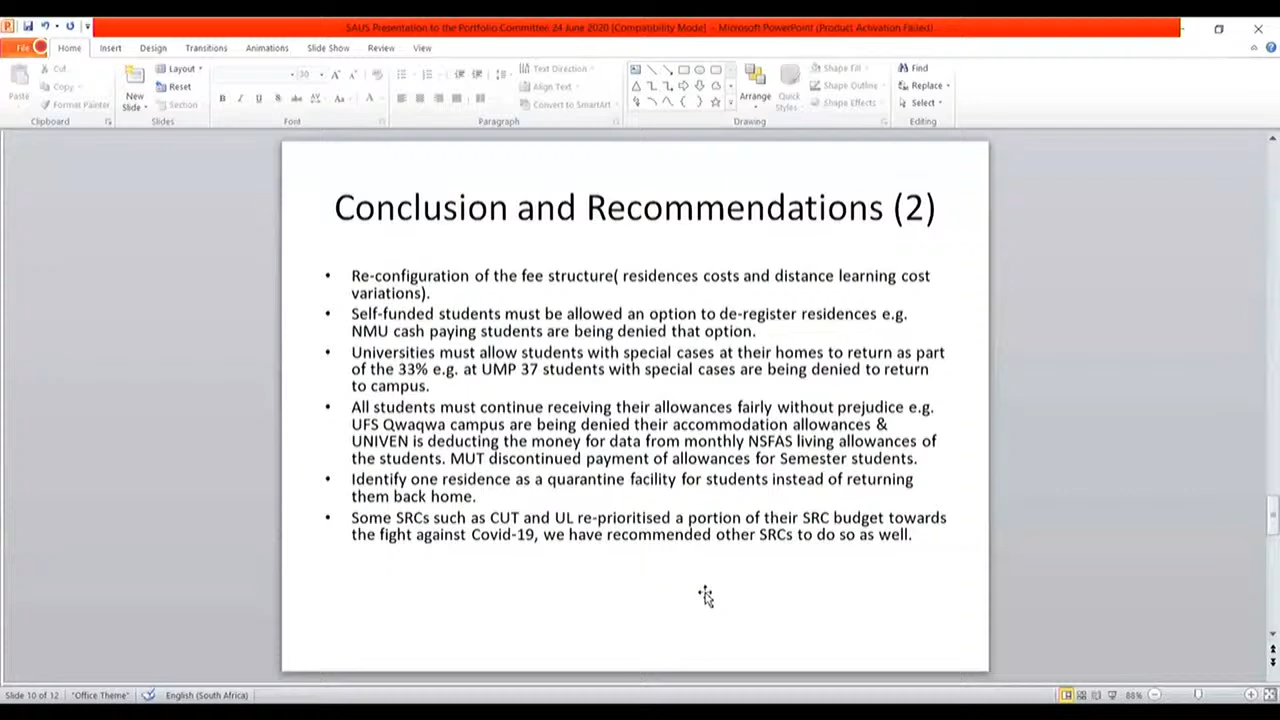 SAUS Presentation to the Portfolio Committee 24 June 2020 [Compatibility Mode] - Microsoft PowerPoint (Product Activation Failed)
File Home Insert Design Transitions Animations Slide Show Review View
Paste
Cut
Copy
Format Painter
Clipboard
New Slide
Layout
Reset
Section
Slides
30
Font
Text Direction
Align Text
Convert to SmartArt
Paragraph
Arrange
Quick Styles
Shape Fill
Shape Outline
Shape Effects
Drawing
Find
Replace
Select
Editing
Conclusion and Recommendations (2)
• Re-configuration of the fee structure( residences costs and distance learning cost
variations).
• Self-funded students must be allowed an option to de-register residences e.g.
NMU cash paying students are being denied that option.
• Universities must allow students with special cases at their homes to return as part
of the 33% e.g. at UMP 37 students with special cases are being denied to return
to campus.
• All students must continue receiving their allowances fairly without prejudice e.g.
UFS Qwaqwa campus are being denied their accommodation allowances &
UNIVEN is deducting the money for data from monthly NSFAS living allowances of
the students. MUT discontinued payment of allowances for Semester students.
• Identify one residence as a quarantine facility for students instead of returning
them back home.
• Some SRCs such as CUT and UL re-prioritised a portion of their SRC budget towards
the fight against Covid-19, we have recommended other SRCs to do so as well.
Slide 10 of 12 "Office Theme" English (South Africa) 88%